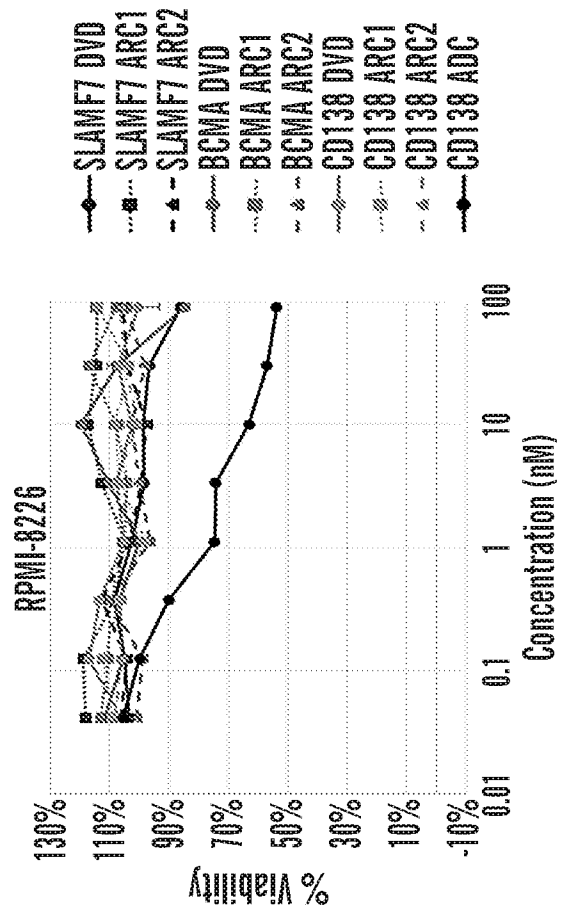 RPMI-8226
% Viability
130%
110%
90%
70%
50%
30%
10%
-10%
0.01
0.1
1
10
100
Concentration (nM)
SLAMF7 DVD
SLAMF7 ARC1
SLAMF7 ARC2
BCMA DVD
BCMA ARC1
BCMA ARC2
CD138 DVD
CD138 ARC1
CD138 ARC2
CD138 ADC